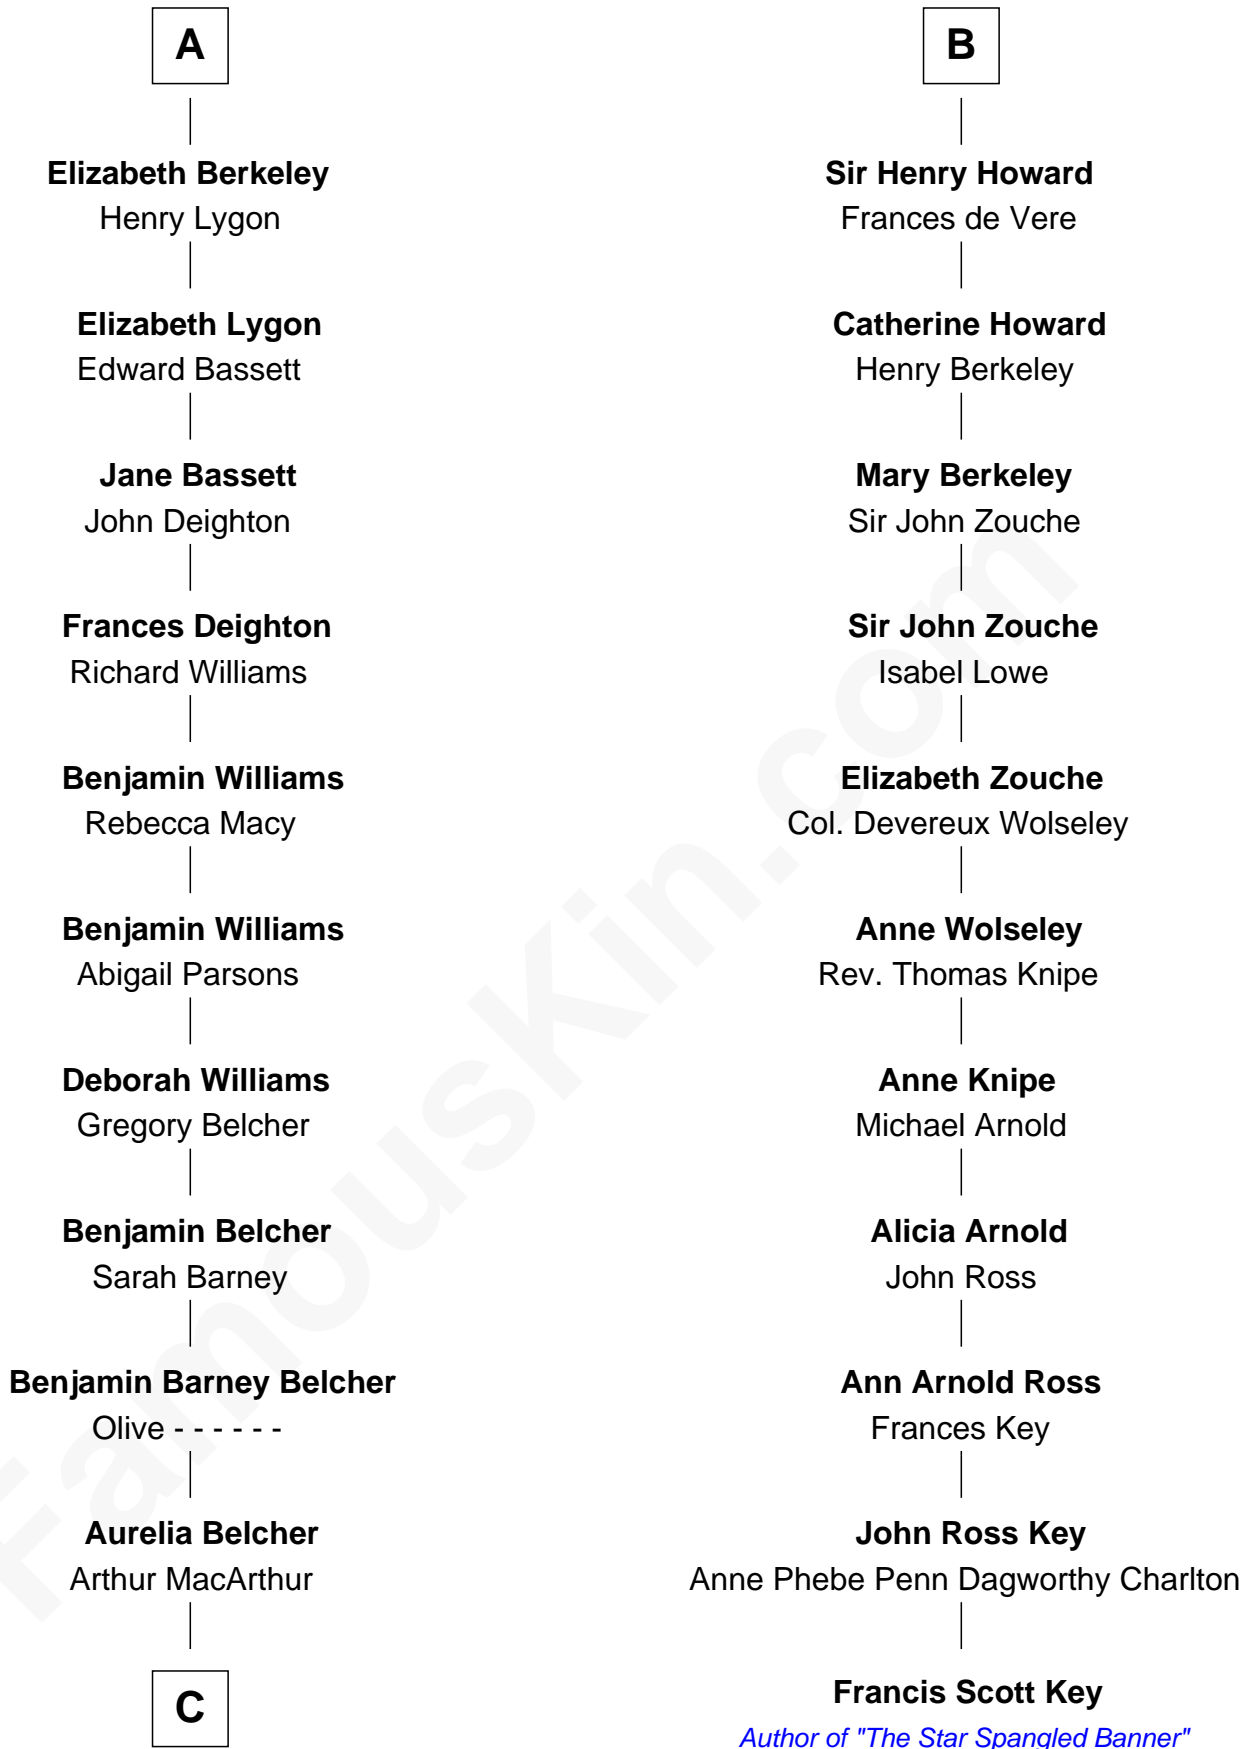 A
Elizabeth Berkeley
Henry Lygon
Elizabeth Lygon
Edward Bassett
Jane Bassett
John Deighton
Frances Deighton
Richard Williams
Benjamin Williams
Rebecca Macy
Benjamin Williams
Abigail Parsons
Deborah Williams
Gregory Belcher
Benjamin Belcher
Sarah Barney
Benjamin Barney Belcher
Olive - - - - - -
Aurelia Belcher
Arthur MacArthur
C
B
Sir Henry Howard
Frances de Vere
Catherine Howard
Henry Berkeley
Mary Berkeley
Sir John Zouche
Sir John Zouche
Isabel Lowe
Elizabeth Zouche
Col. Devereux Wolseley
Anne Wolseley
Rev. Thomas Knipe
Anne Knipe
Michael Arnold
Alicia Arnold
John Ross
Ann Arnold Ross
Frances Key
John Ross Key
Anne Phebe Penn Dagworthy Charlton
Francis Scott Key
Author of "The Star Spangled Banner"
FamousKin.com